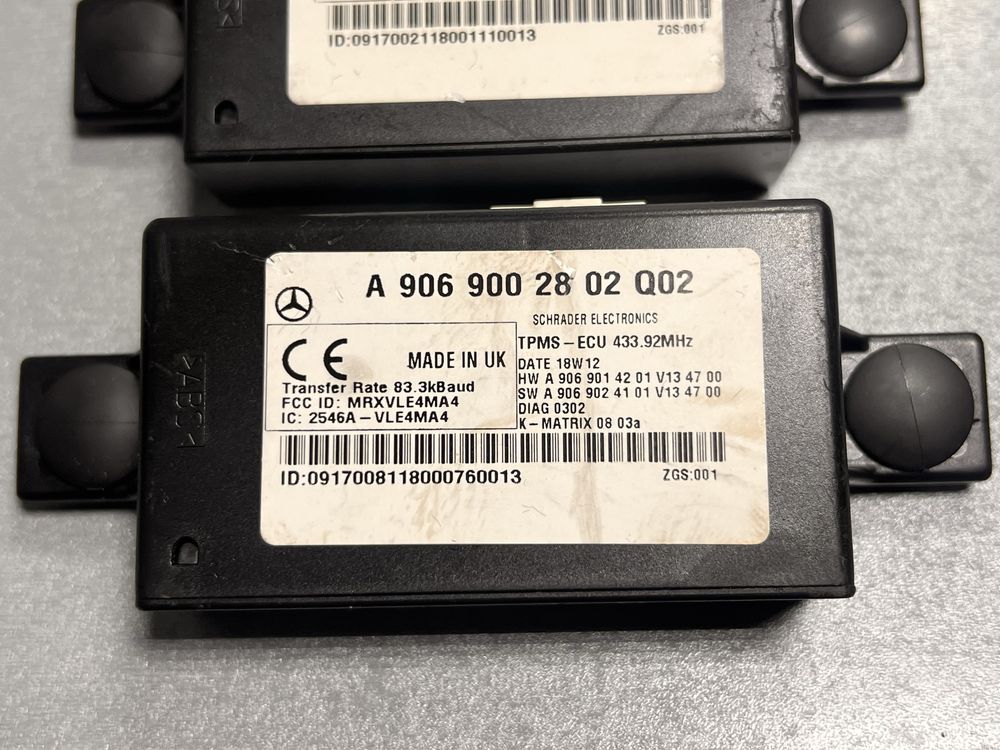 ID:0917002118001110013
ZGS:001
A 906 900 28 02 Q02
SCHRADER ELECTRONICS
CE
MADE IN UK
Transfer Rate 83.3kBaud
FCC ID: MRXVLE4MA4
IC: 2546A-VLE4MA4
TPMS-ECU 433.92MHz
DATE 18W12
HW A 906 901 42 01 V13 47 00
SW A 906 902 41 01 V13 47 00
DIAG 0302
K-MATRIX 08 03a
ID:0917008118000760013
ZGS:001
>ABS<